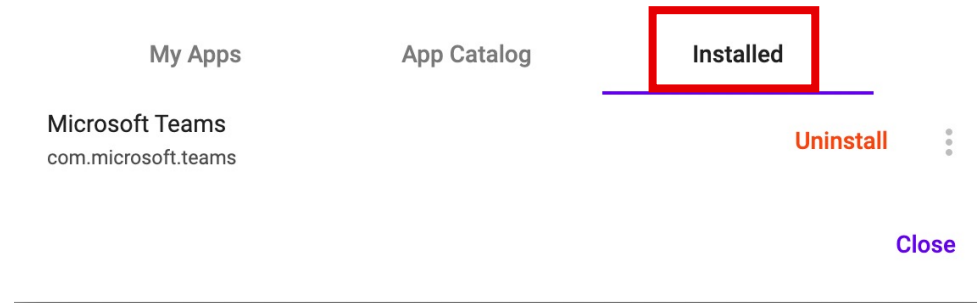 My Apps App Catalog Installed
Microsoft Teams
com.microsoft.teams
Uninstall
Close